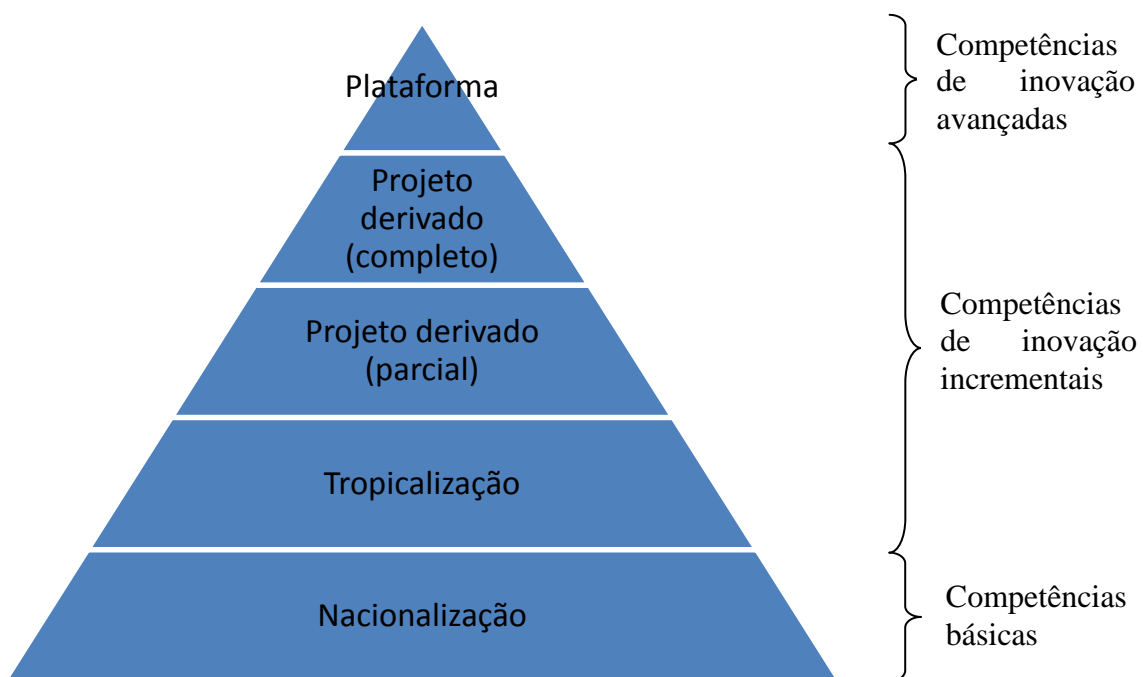 Plataforma
Projeto
derivado
(completo)
Projeto derivado
(parcial)
Tropicalização
Nacionalização
Competências
de inovação
avançadas
Competências
de inovação
incrementais
Competências
básicas